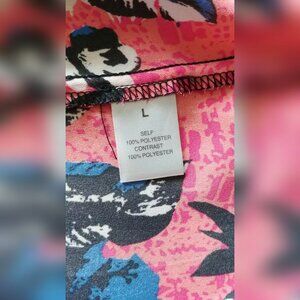 L
SELF
100% POLYESTER
CONTRAST
100% POLYESTER